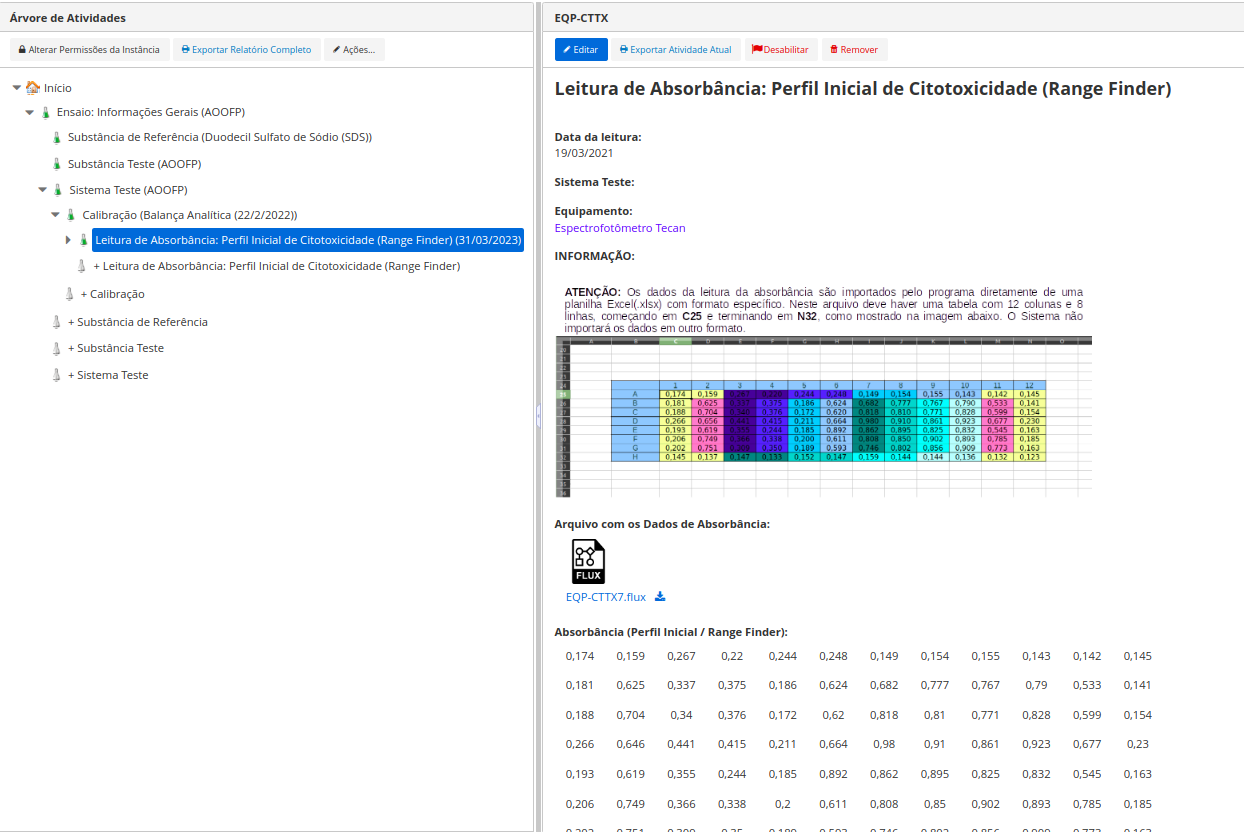 Árvore de Atividades
Alterar Permissões da Instância
Exportar Relatório Completo
Ações...
Início
Ensaio: Informações Gerais (AOOFP)
Substância de Referência (Duodecil Sulfato de Sódio (SDS))
Substância Teste (AOOFP)
Sistema Teste (AOOFP)
Calibração (Balança Analítica (22/2/2022))
Leitura de Absorbância: Perfil Inicial de Citotoxicidade (Range Finder) (31/03/2023)
+ Leitura de Absorbância: Perfil Inicial de Citotoxicidade (Range Finder)
+ Calibração
+ Substância de Referência
+ Substância Teste
+ Sistema Teste
EQP-CTTX
Editar
Exportar Atividade Atual
Desabilitar
Remover
Leitura de Absorbância: Perfil Inicial de Citotoxicidade (Range Finder)
Data da leitura:
19/03/2021
Sistema Teste:
Equipamento:
Espectrofotômetro Tecan
INFORMAÇÃO:
ATENÇÃO: Os dados da leitura da absorbância são importados pelo programa diretamente de uma
planilha Excel(.xlsx) com formato específico. Neste arquivo deve haver uma tabela com 12 colunas e 8
linhas, começando em C25 e terminando em N32, como mostrado na imagem abaixo. O Sistema não
importará os dados em outro formato.
1 2 3 4 5 6 7 8 9 10 11 12
A 0,174 0,159 0,244 0,248 0,149 0,154 0,155 0,143 0,142 0,145
B 0,181 0,625 0,375 0,186 0,624 0,682 0,777 0,767 0,790 0,533 0,141
C 0,188 0,704 0,376 0,172 0,620 0,818 0,810 0,771 0,828 0,599 0,154
D 0,266 0,656 0,415 0,211 0,664 0,980 0,910 0,861 0,923 0,677 0,230
E 0,193 0,619 0,244 0,185 0,892 0,862 0,895 0,825 0,832 0,545 0,163
F 0,206 0,749 0,338 0,200 0,611 0,808 0,850 0,902 0,893 0,785 0,185
G 0,202 0,751 0,350 0,189 0,593 0,746 0,802 0,856 0,909 0,773 0,163
H 0,145 0,137 0,147 0,133 0,152 0,147 0,159 0,144 0,144 0,136 0,132 0,123
Arquivo com os Dados de Absorbância:
FLUX
EQP-CTTX7.flux
Absorbância (Perfil Inicial / Range Finder):
0,174 0,159 0,267 0,22 0,244 0,248 0,149 0,154 0,155 0,143 0,142 0,145
0,181 0,625 0,337 0,375 0,186 0,624 0,682 0,777 0,767 0,79 0,533 0,141
0,188 0,704 0,34 0,376 0,172 0,62 0,818 0,81 0,771 0,828 0,599 0,154
0,266 0,646 0,441 0,415 0,211 0,664 0,98 0,91 0,861 0,923 0,677 0,23
0,193 0,619 0,355 0,244 0,185 0,892 0,862 0,895 0,825 0,832 0,545 0,163
0,206 0,749 0,366 0,338 0,2 0,611 0,808 0,85 0,902 0,893 0,785 0,185